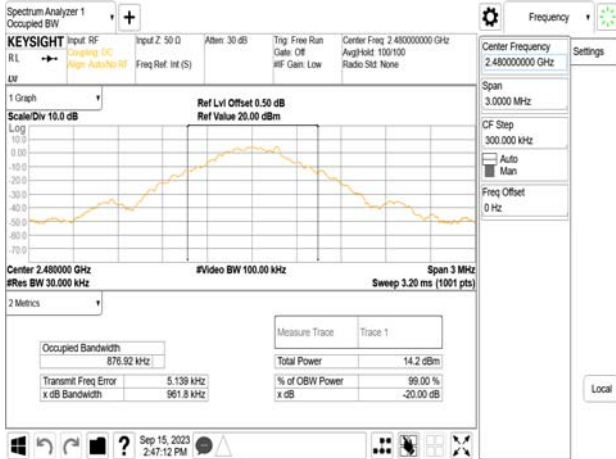 Spectrum Analyzer 1
Occupied BW
+
Frequency
KEYSIGHT
RL
Input: RF
Coupling: DC
Align: Auto/No RF
Input Z: 50 Ω
Freq Ref: Int (S)
Atten: 30 dB
Trig: Free Run
Gate: Off
#IF Gain: Low
Center Freq: 2.480000000 GHz
Avg|Hold: 100/100
Radio Std: None
LXI
Center Frequency
2.480000000 GHz
Settings
Span
3.0000 MHz
CF Step
300.000 kHz
Auto
Man
Freq Offset
0 Hz
Local
1 Graph
Scale/Div 10.0 dB
Ref Lvl Offset 0.50 dB
Ref Value 20.00 dBm
Log
10.0
0.00
-10.0
-20.0
-30.0
-40.0
-50.0
-60.0
-70.0
Center 2.480000 GHz
#Video BW 100.00 kHz
Span 3 MHz
#Res BW 30.000 kHz
Sweep 3.20 ms (1001 pts)
2 Metrics
Measure Trace
Trace 1
Occupied Bandwidth
876.92 kHz
Total Power
14.2 dBm
Transmit Freq Error
5.139 kHz
% of OBW Power
99.00 %
x dB Bandwidth
961.8 kHz
x dB
-20.00 dB
?
Sep 15, 2023
2:47:12 PM